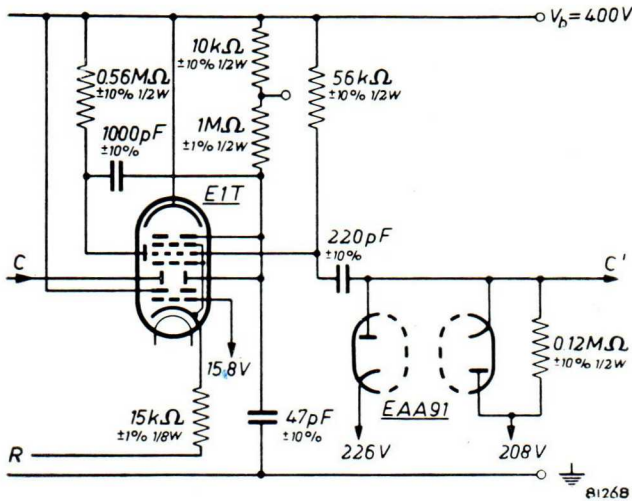 Vb=400V
10kΩ
±10% 1/2W
0.56MΩ
±10% 1/2W
56kΩ
±10% 1/2W
1MΩ
±1% 1/2W
1000pF
±10%
E1T
220pF
±10%
C
C'
15,8V
0.12MΩ
±10% 1/2W
EAA91
15kΩ
±1% 1/8W
47pF
±10%
226V
208V
R
81268